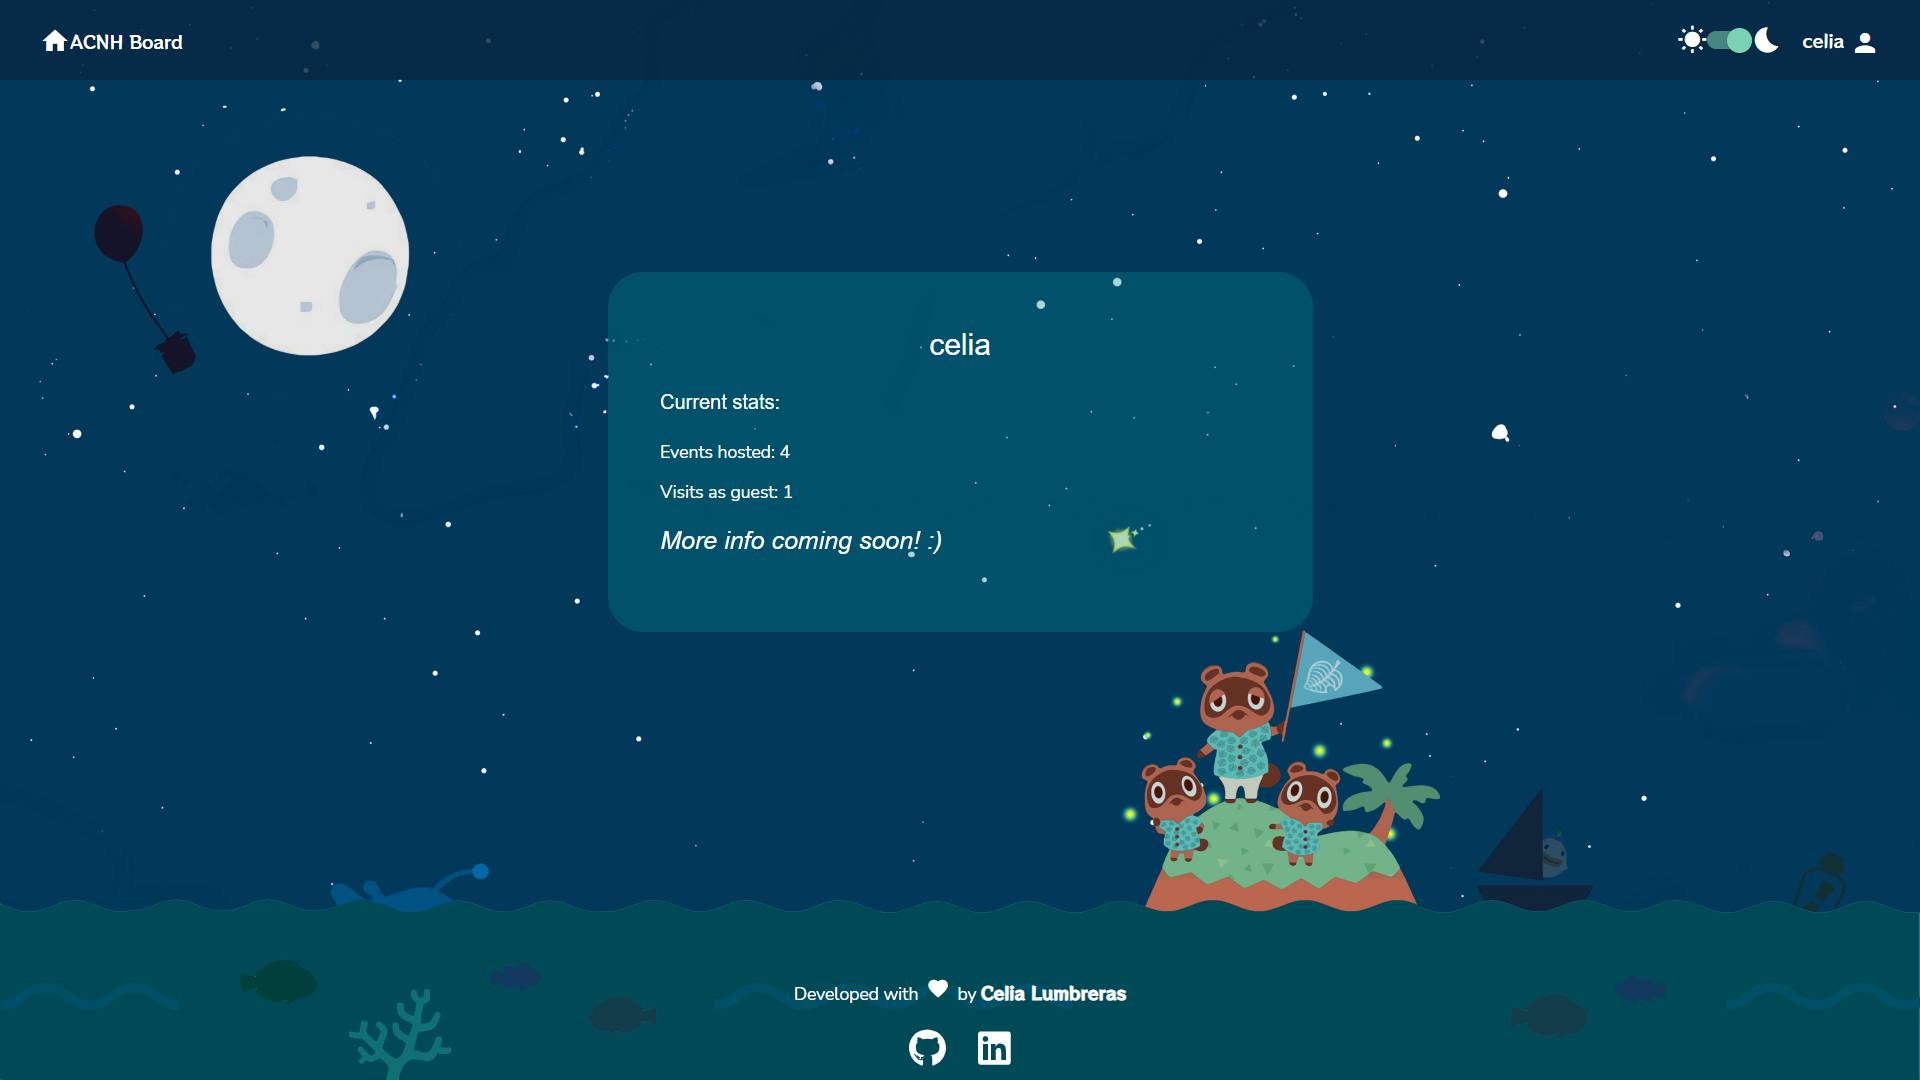 ACNH Board
celia
celia
Current stats:
Events hosted: 4
Visits as guest: 1
More info coming soon! :)
Developed with by Celia Lumbreras
in